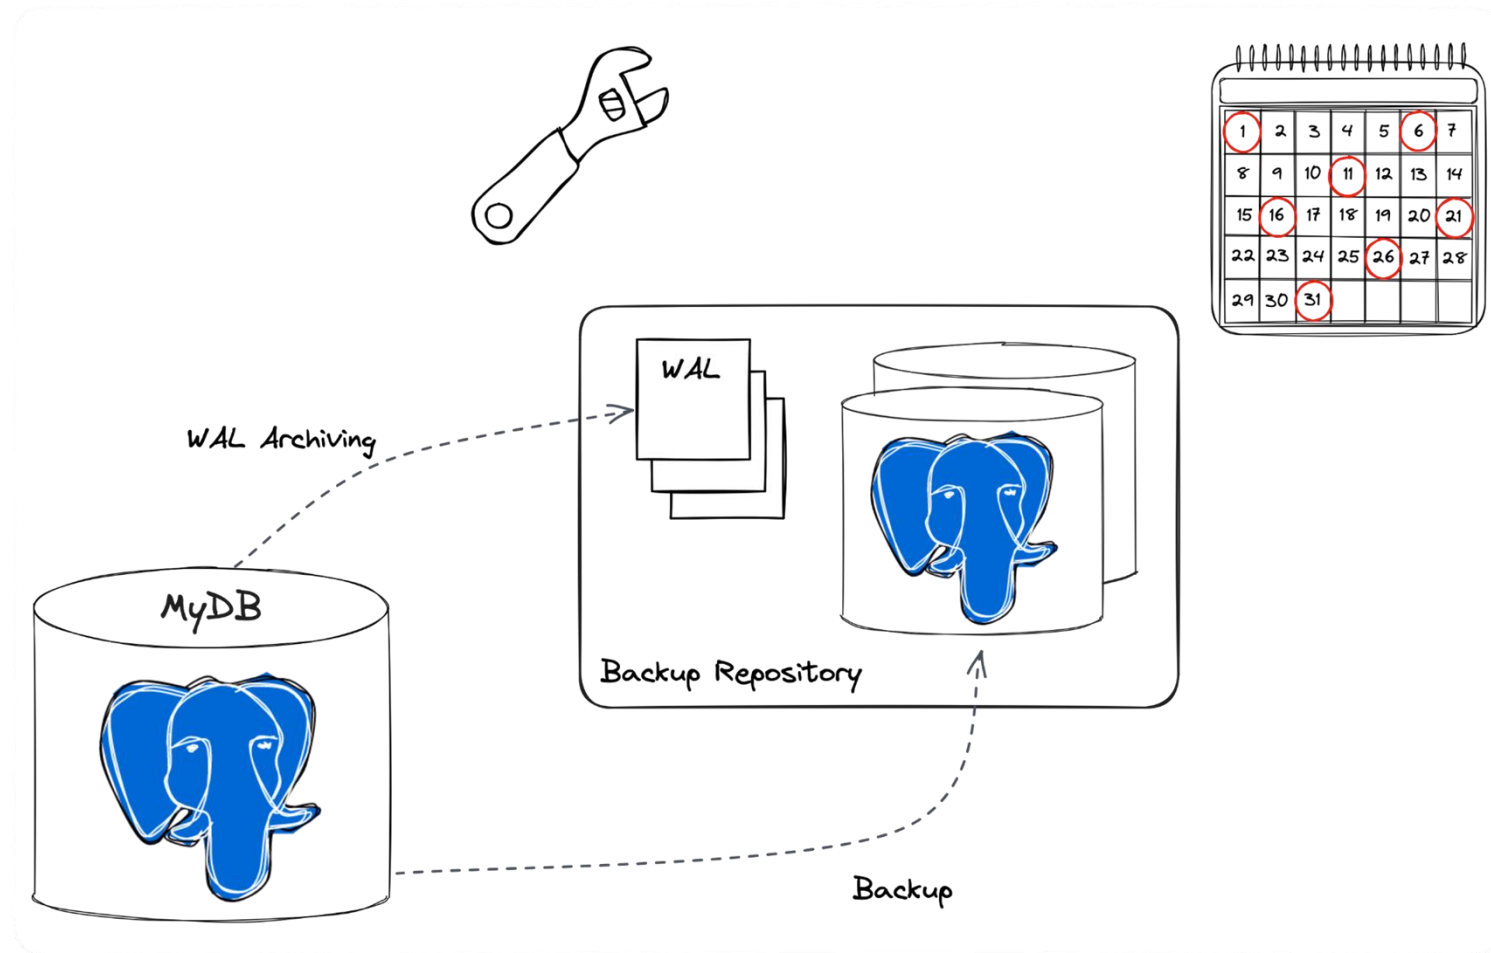 1 2 3 4 5 6 7
8 9 10 11 12 13 14
15 16 17 18 19 20 21
22 23 24 25 26 27 28
29 30 31
WAL
WAL Archiving
MyDB
Backup Repository
Backup